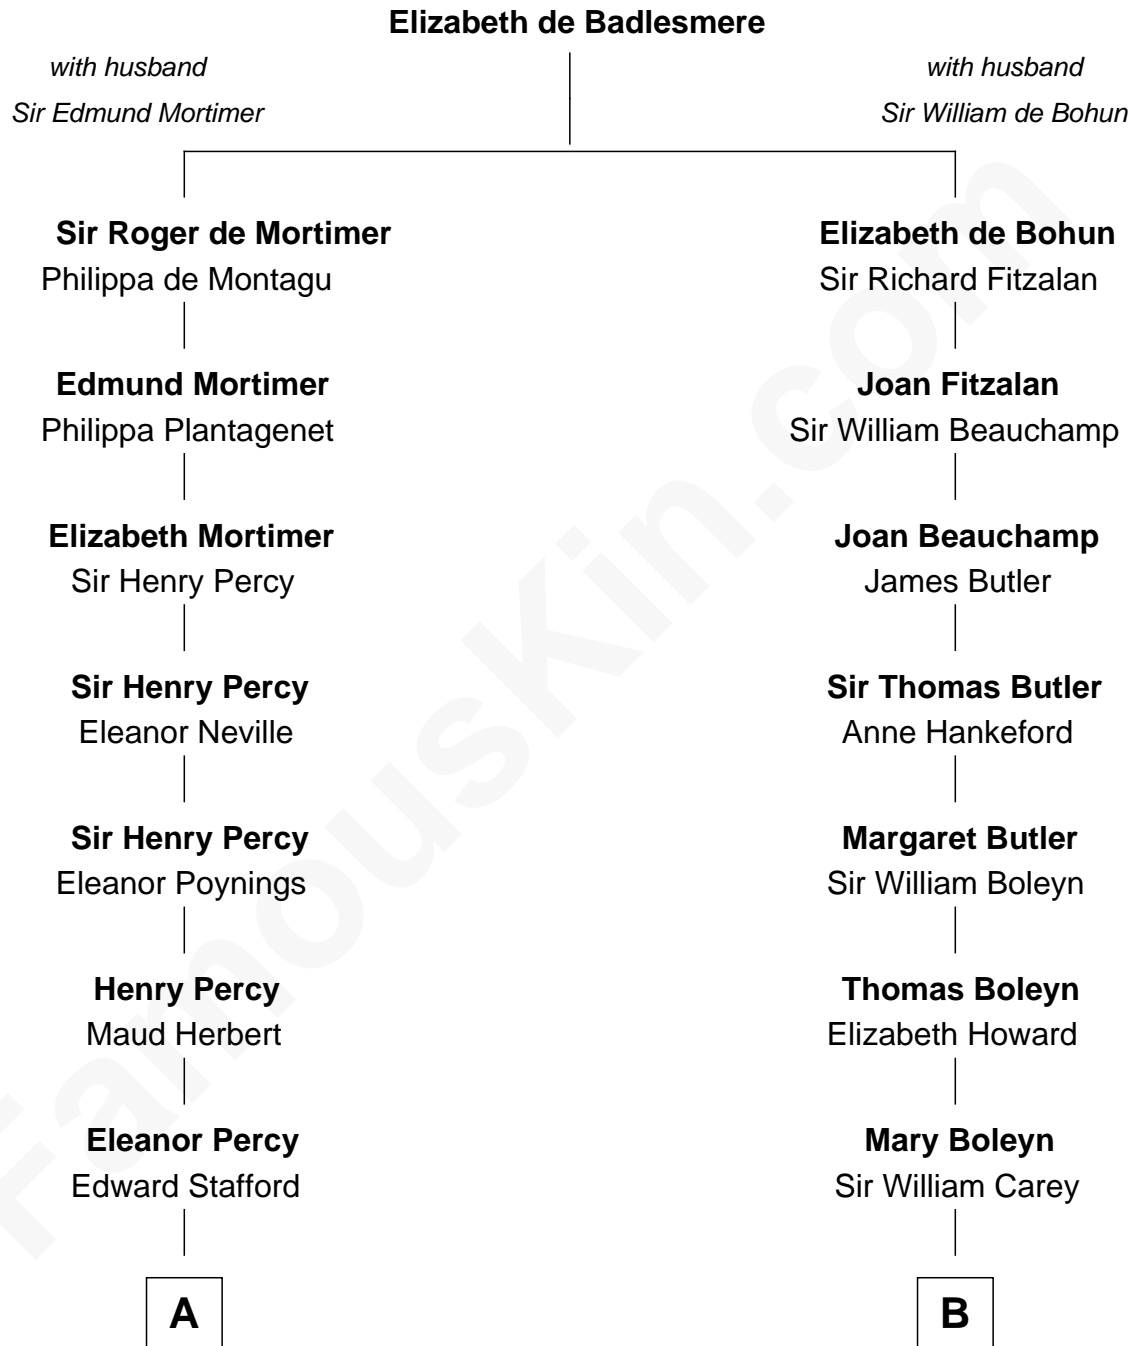 Elizabeth de Badlesmere
with husband
Sir Edmund Mortimer
with husband
Sir William de Bohun
Sir Roger de Mortimer
Philippa de Montagu
Elizabeth de Bohun
Sir Richard Fitzalan
Edmund Mortimer
Philippa Plantagenet
Joan Fitzalan
Sir William Beauchamp
Elizabeth Mortimer
Sir Henry Percy
Joan Beauchamp
James Butler
Sir Henry Percy
Eleanor Neville
Sir Thomas Butler
Anne Hankeford
Sir Henry Percy
Eleanor Poynings
Margaret Butler
Sir William Boleyn
Henry Percy
Maud Herbert
Thomas Boleyn
Elizabeth Howard
Eleanor Percy
Edward Stafford
Mary Boleyn
Sir William Carey
A
B
FamousKin.com